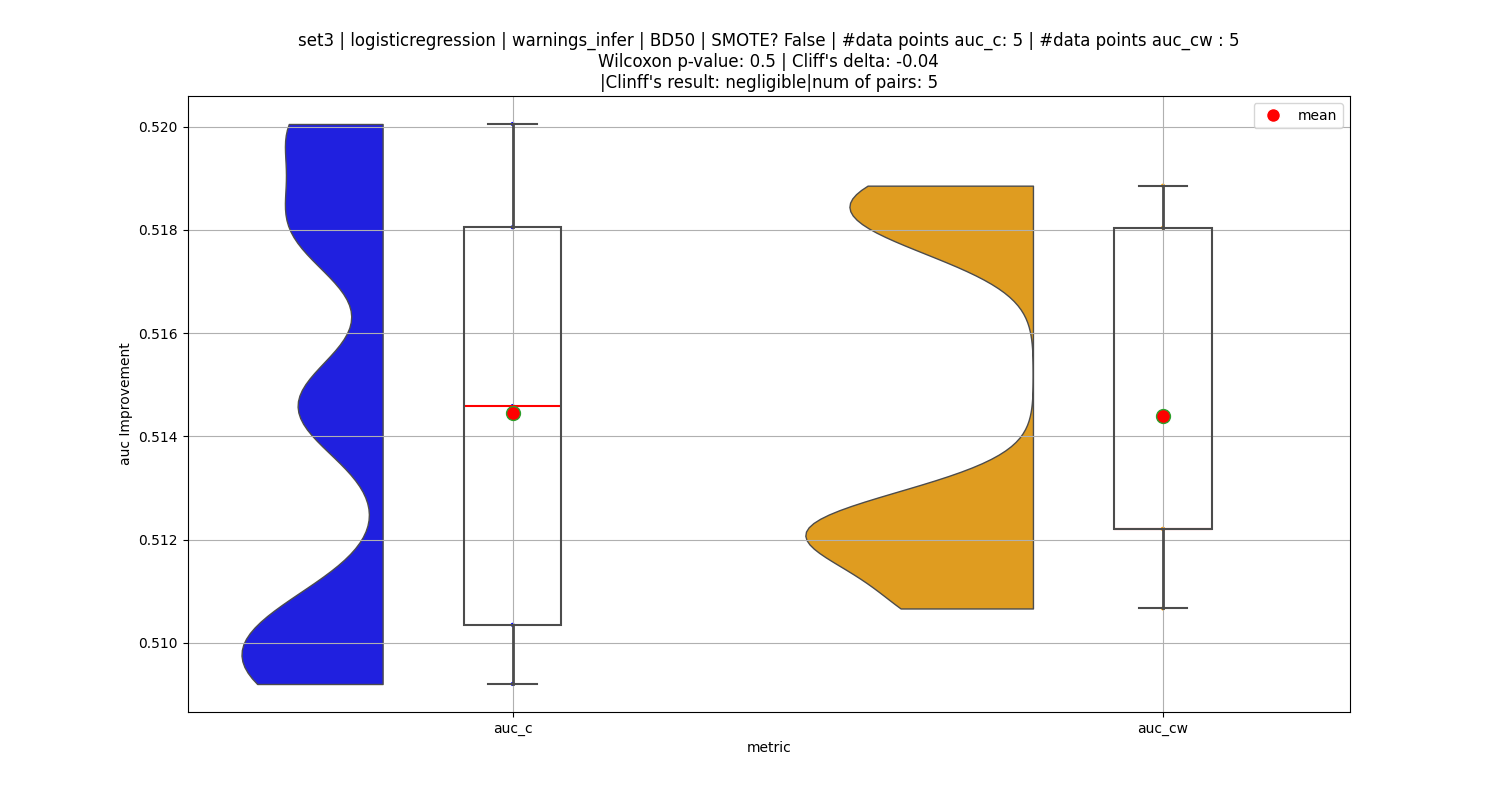 set3 | logisticregression | warnings_infer | BD50 | SMOTE? False | #data points auc_c: 5 | #data points auc_cw : 5
Wilcoxon p-value: 0.5 | Cliff's delta: -0.04
|Clinff's result: negligible|num of pairs: 5
mean
0.520
0.518
0.516
0.514
0.512
0.510
auc Improvement
auc_c
auc_cw
metric